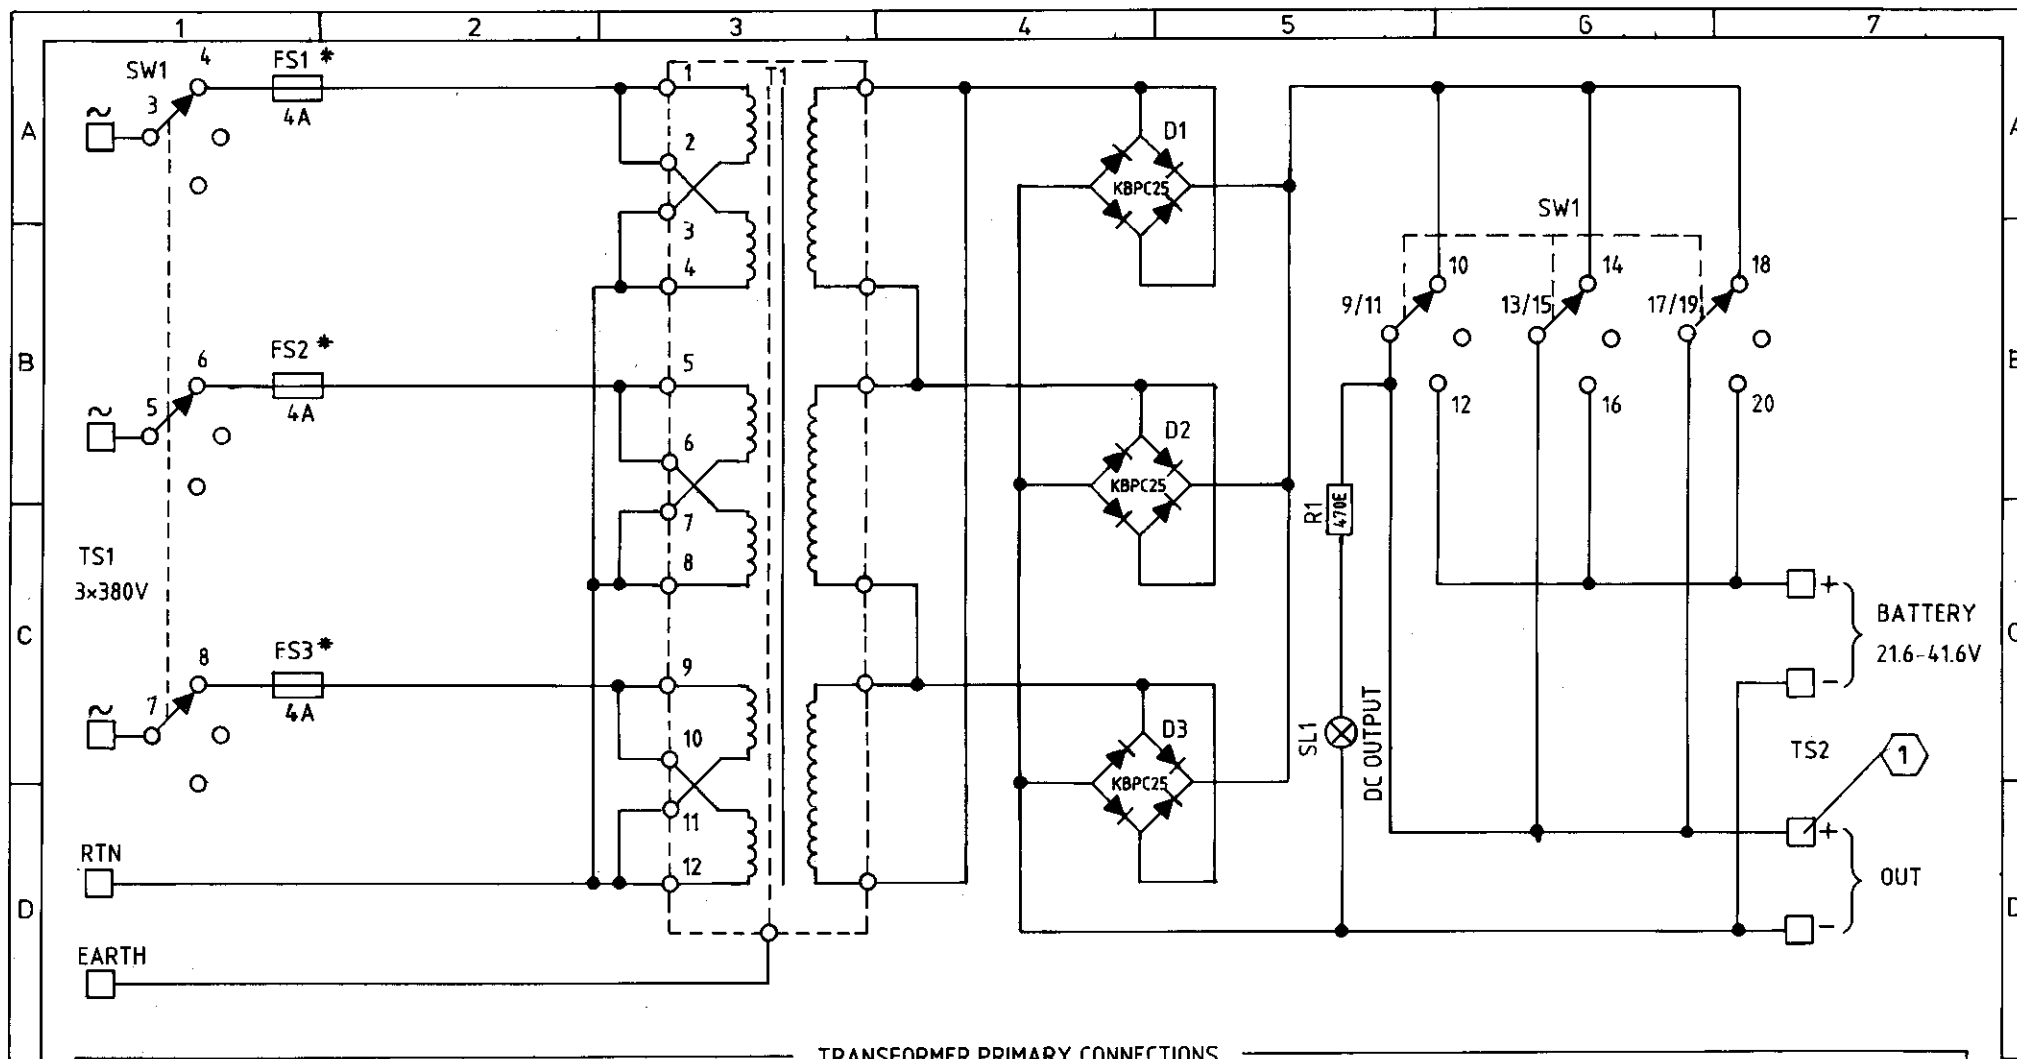 1 2 3 4 5 6 7
A
B
C
D
A
SW1
3
4
FS1 *
4A
~
5
6
FS2 *
4A
~
TS1
3×380V
7
8
FS3 *
4A
~
RTN
EARTH
T1
1
2
3
4
5
6
7
8
9
10
11
12
D1
KBPC25
D2
KBPC25
D3
KBPC25
SW1
9/11
10
12
13/15
14
16
17/19
18
20
R1
470E
SL1
DC OUTPUT
+
-
BATTERY
21.6-41.6V
TS2
1
+
-
OUT
TRANSFORMER PRIMARY CONNECTIONS